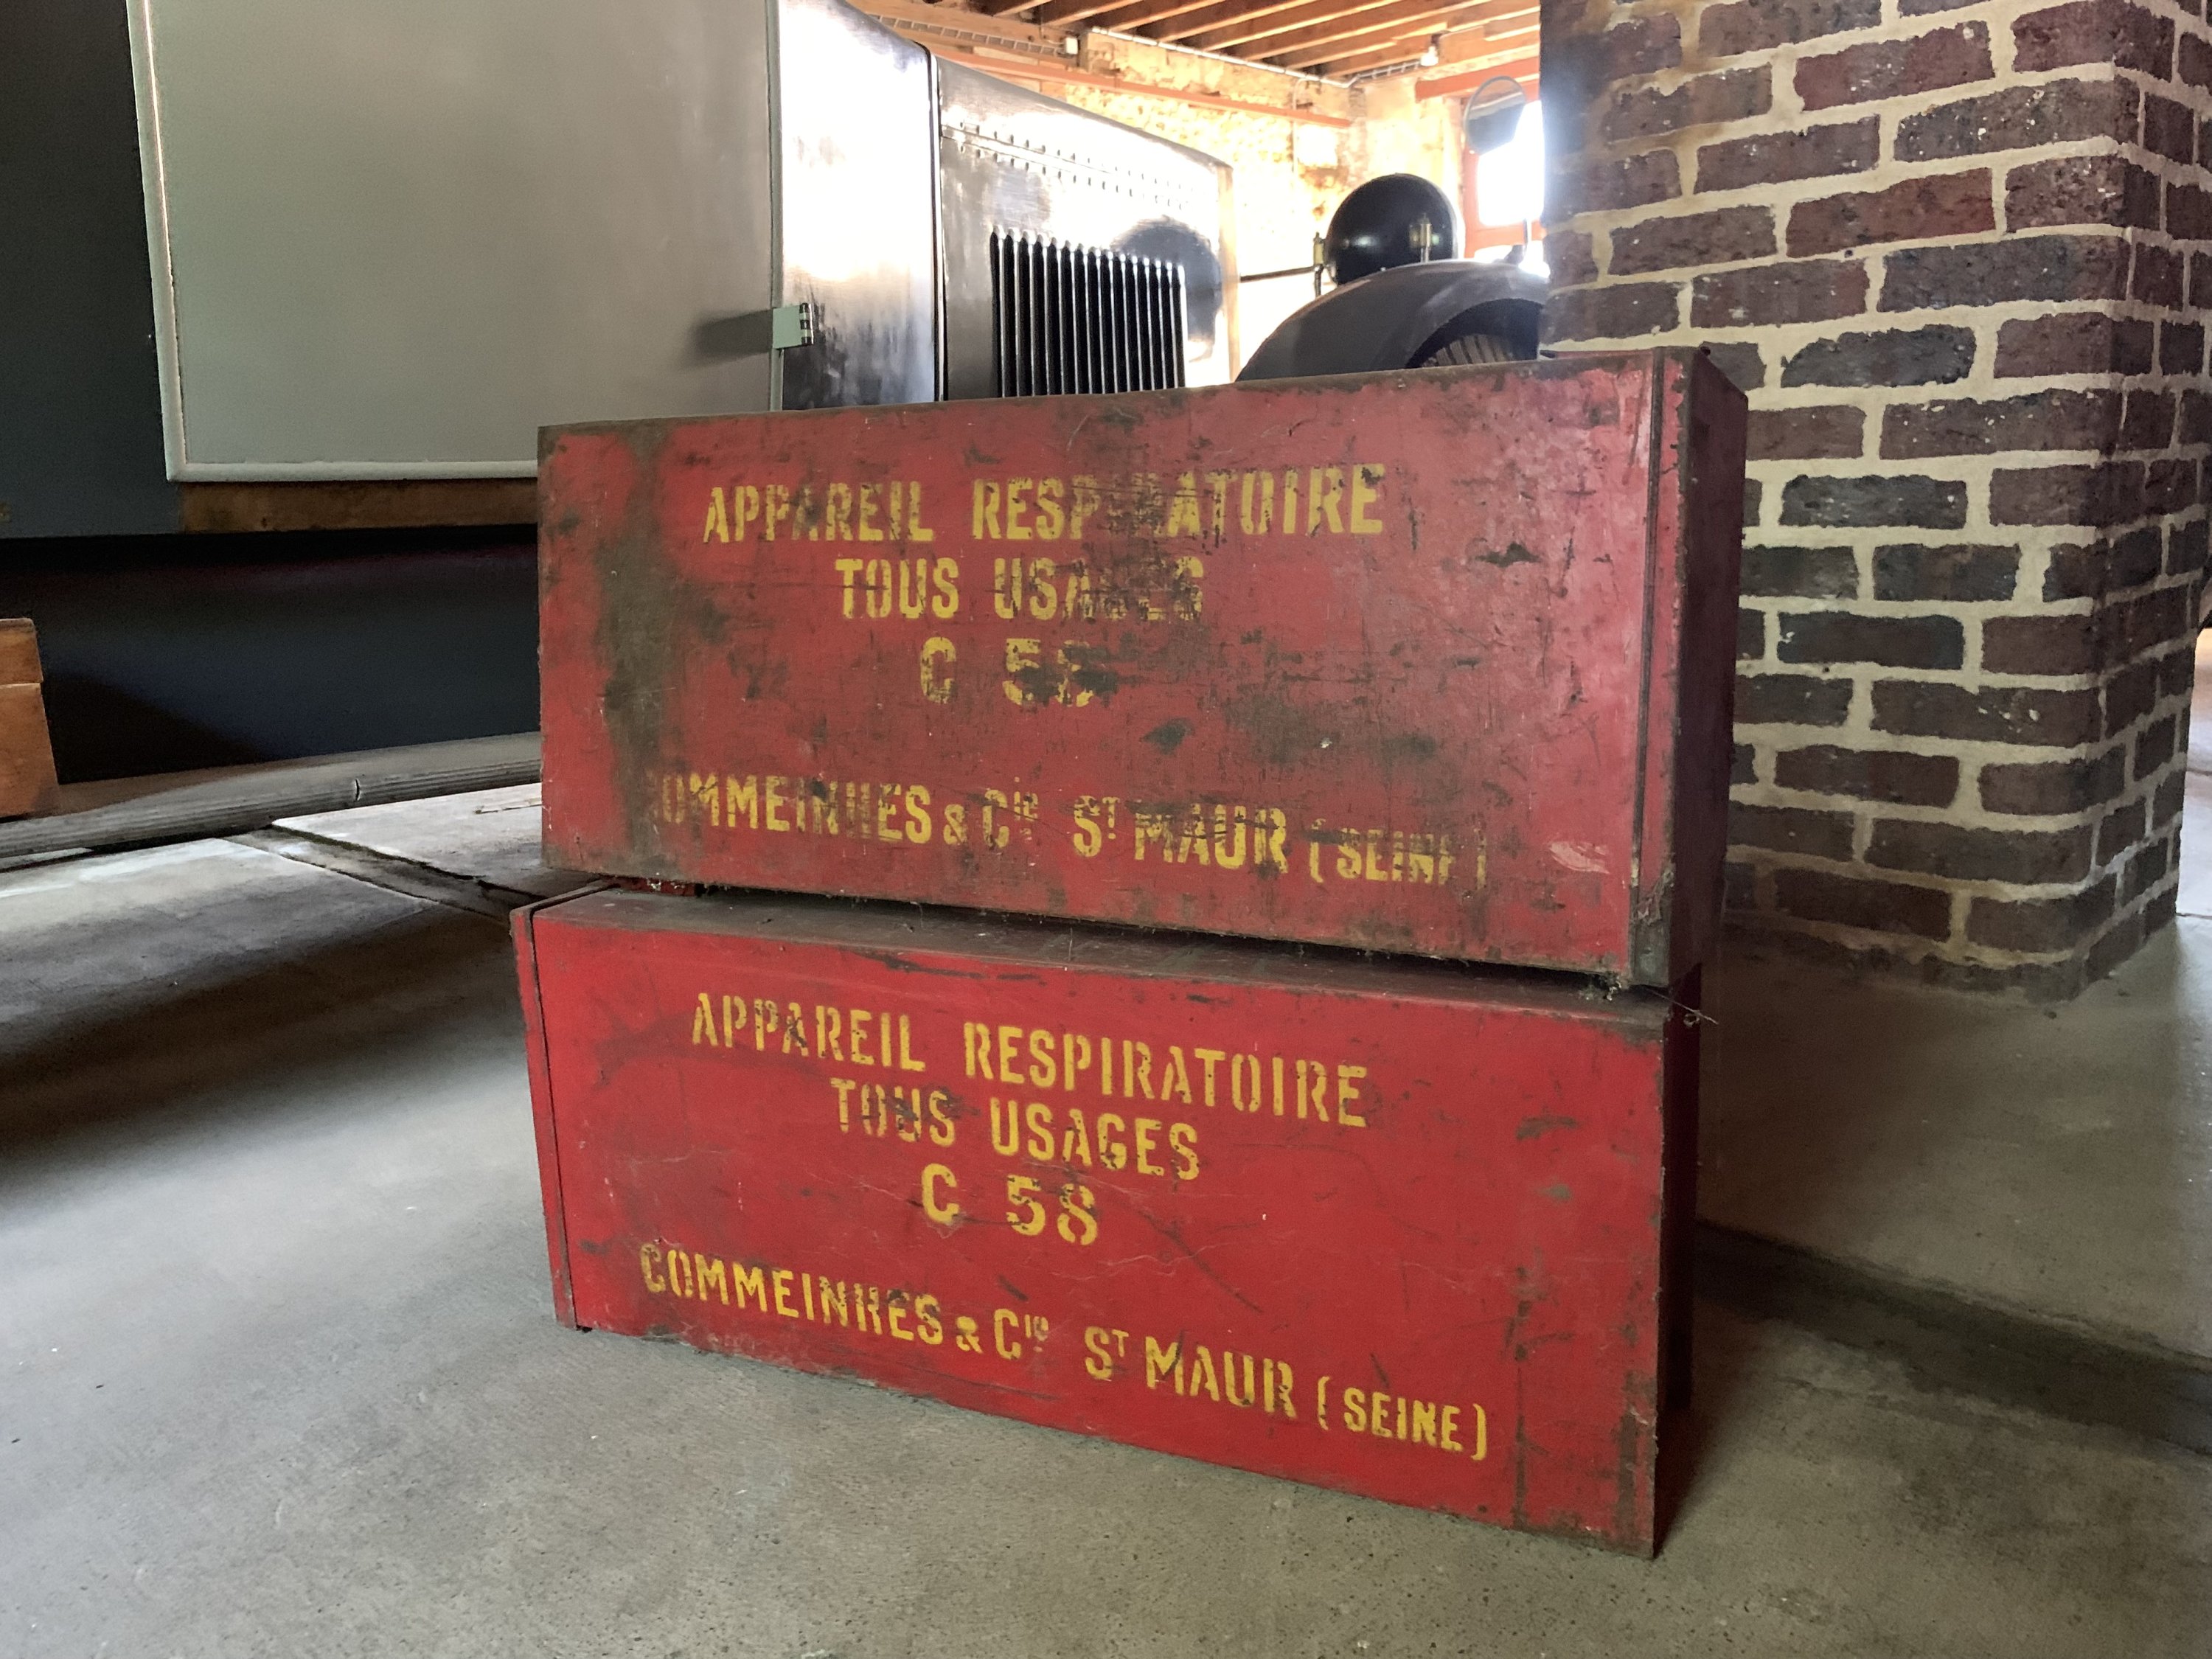 APPAREIL RESPIRATOIRE
TOUS USAGES
C 58
COMMEINHES & Cie St MAUR (SEINE)
APPAREIL RESPIRATOIRE
TOUS USAGES
C 58
COMMEINHES & Cie St MAUR (SEINE)